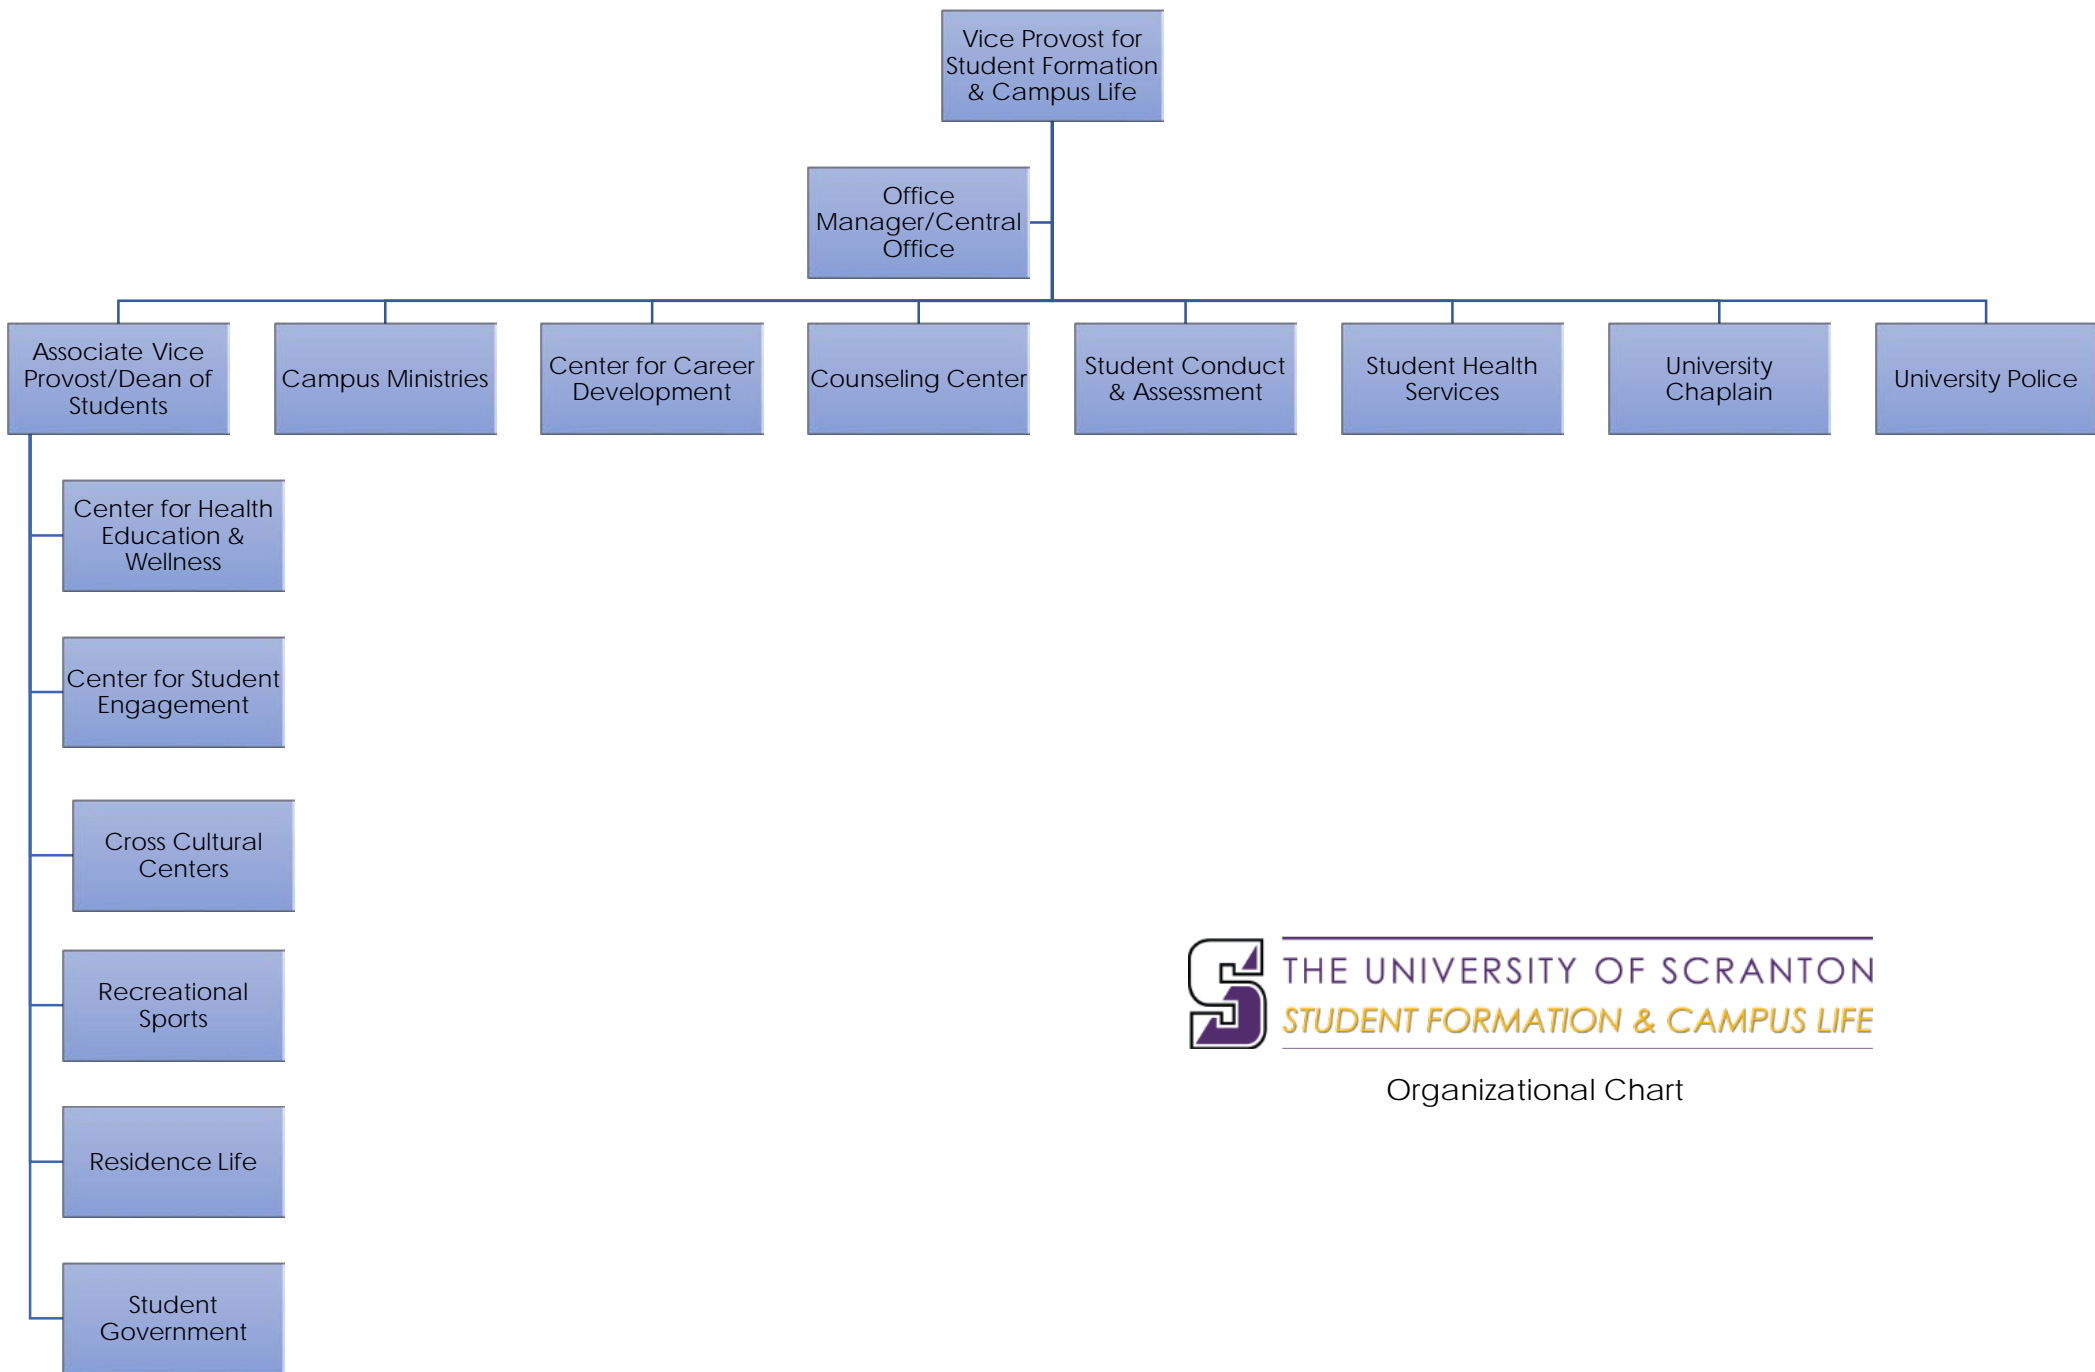 Vice Provost for
Student Formation
& Campus Life
Office
Manager/Central
Office
Associate Vice
Provost/Dean of
Students
Campus Ministries
Center for Career
Development
Counseling Center
Student Conduct
& Assessment
Student Health
Services
University
Chaplain
University Police
Center for Health
Education &
Wellness
Center for Student
Engagement
Cross Cultural
Centers
Recreational
Sports
Residence Life
Student
Government
THE UNIVERSITY OF SCRANTON
STUDENT FORMATION & CAMPUS LIFE
Organizational Chart